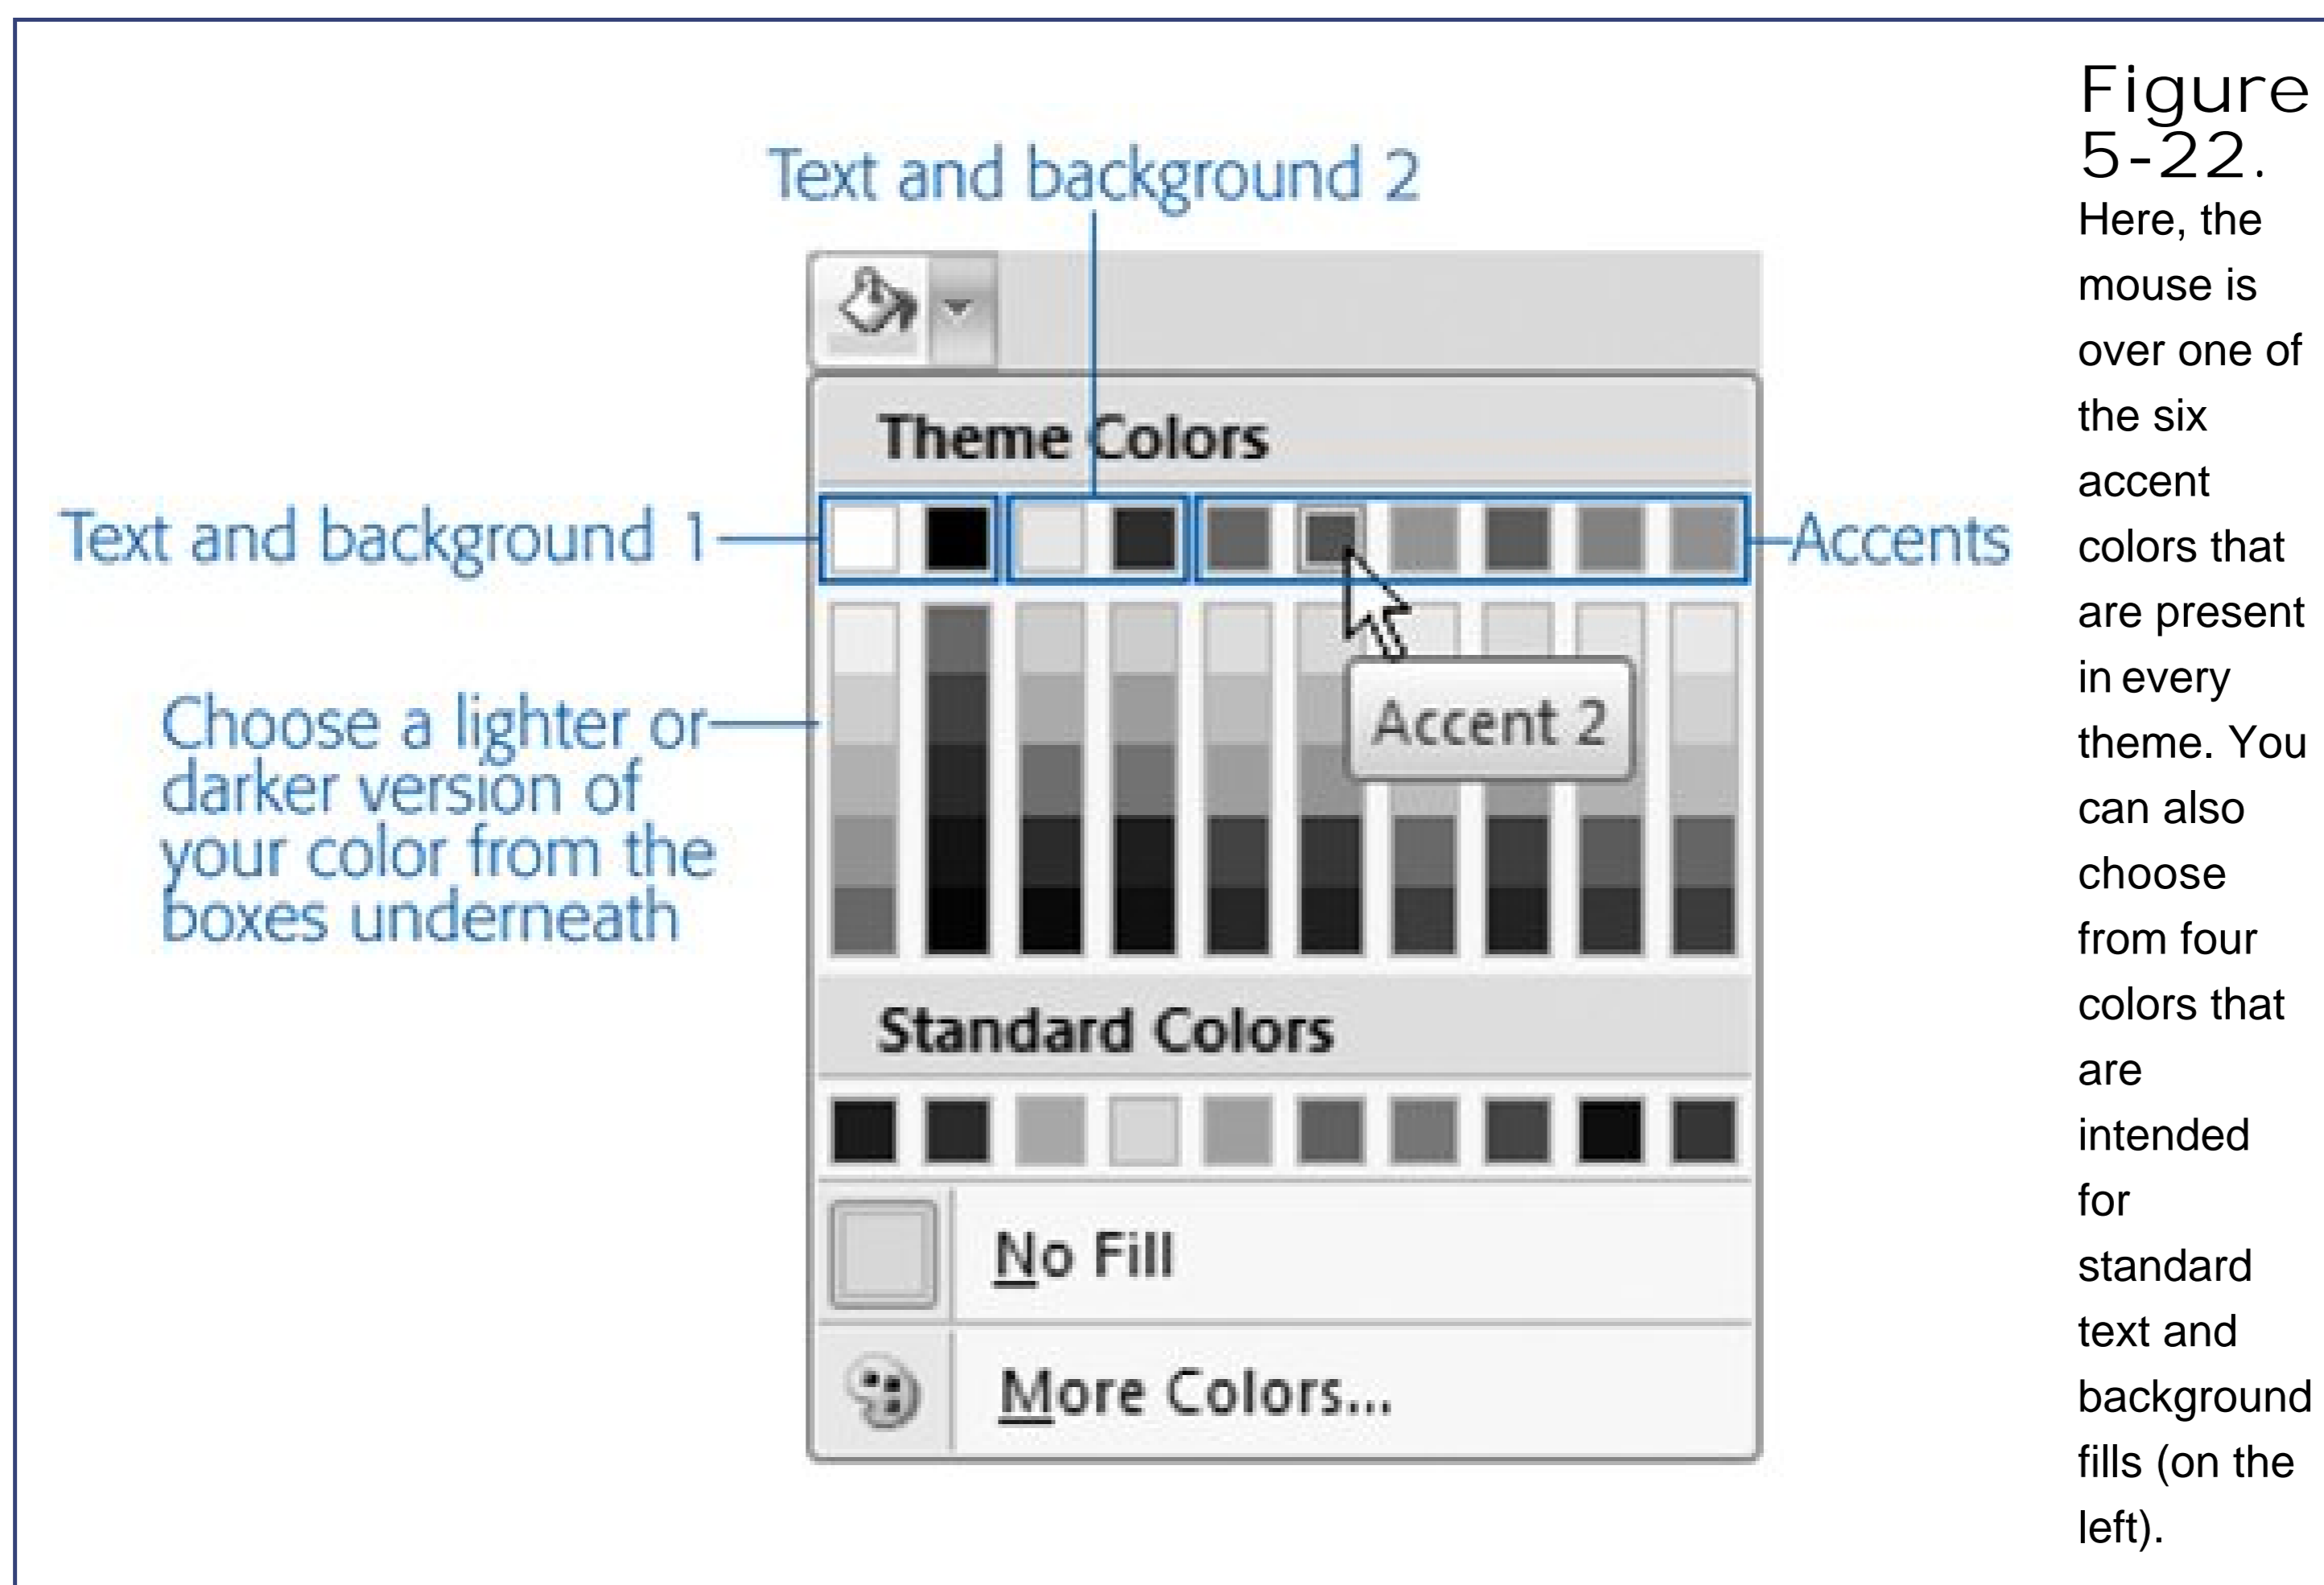 Text and background 2
Theme Colors
Text and background 1
Accents
Choose a lighter or
darker version of
your color from the
boxes underneath
Accent 2
Standard Colors
No Fill
More Colors...
Figure
5-22.
Here, the
mouse is
over one of
the six
accent
colors that
are present
in every
theme. You
can also
choose
from four
colors that
are
intended
for
standard
text and
background
fills (on the
left).